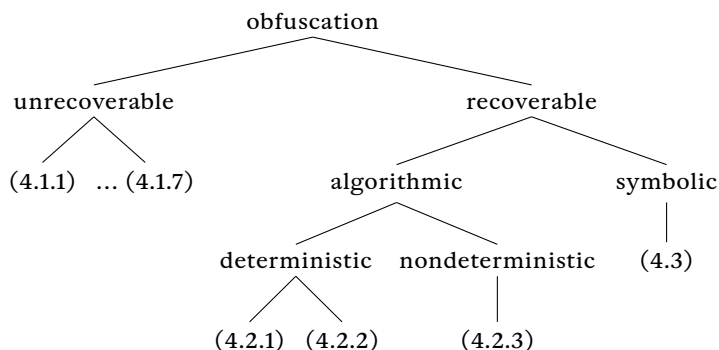 obfuscation
unrecoverable recoverable
(4.1.1) … (4.1.7) algorithmic symbolic
deterministic nondeterministic (4.3)
(4.2.1) (4.2.2) (4.2.3)